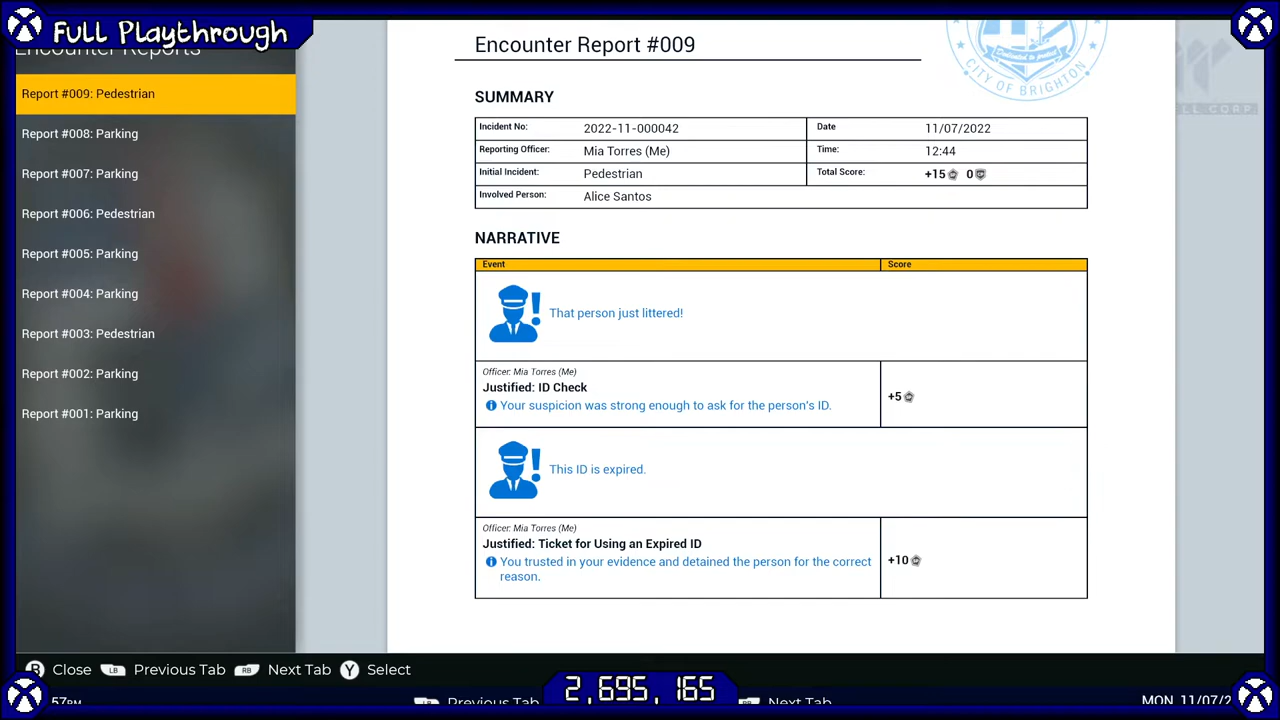 Full Playthrough
Encounter Reports
Encounter Report #009
CITY OF BRIGHTON
Report #009: Pedestrian
Report #008: Parking
Report #007: Parking
Report #006: Pedestrian
Report #005: Parking
Report #004: Parking
Report #003: Pedestrian
Report #002: Parking
Report #001: Parking
SUMMARY
Incident No: 2022-11-000042 Date 11/07/2022
Reporting Officer: Mia Torres (Me) Time: 12:44
Initial Incident: Pedestrian Total Score: +15 0
Involved Person: Alice Santos
NARRATIVE
Event Score
That person just littered!
Officer: Mia Torres (Me)
Justified: ID Check
Your suspicion was strong enough to ask for the person's ID.
+5
This ID is expired.
Officer: Mia Torres (Me)
Justified: Ticket for Using an Expired ID
You trusted in your evidence and detained the person for the correct
reason.
+10
B Close LB Previous Tab RB Next Tab Y Select
57PM Previous Tab 2,695,165 Next Tab MON 11/07/2